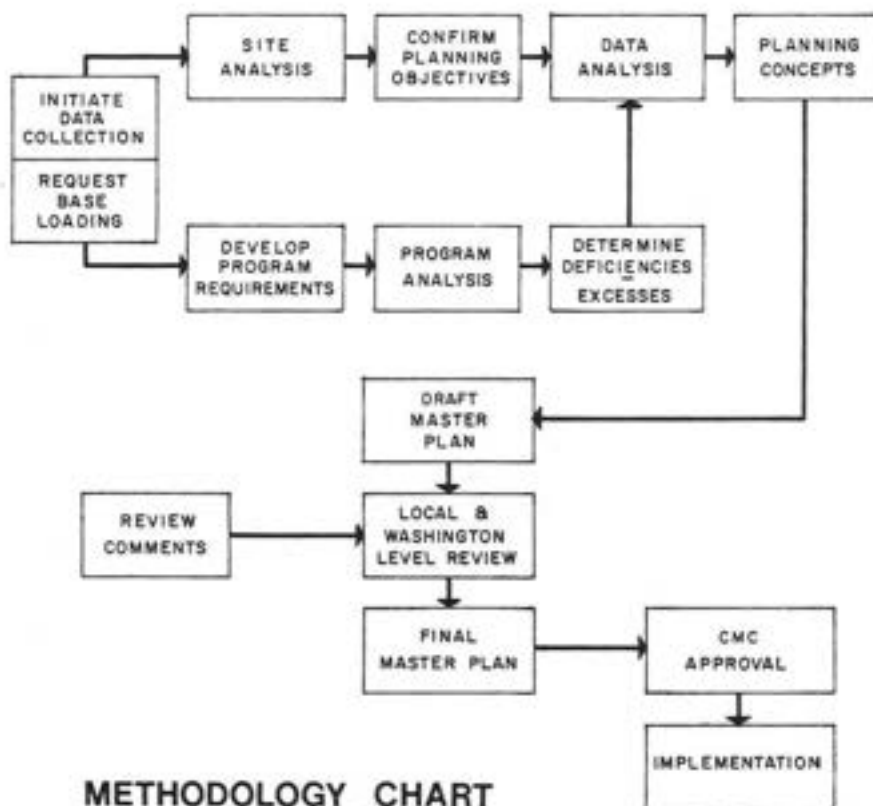 SITE
ANALYSIS
CONFIRM
PLANNING
OBJECTIVES
DATA
ANALYSIS
PLANNING
CONCEPTS
INITIATE
DATA
COLLECTION
REQUEST
BASE
LOADING
DEVELOP
PROGRAM
REQUIREMENTS
PROGRAM
ANALYSIS
DETERMINE
DEFICIENCIES
–
EXCESSES
DRAFT
MASTER
PLAN
REVIEW
COMMENTS
LOCAL &
WASHINGTON
LEVEL REVIEW
FINAL
MASTER PLAN
CMC
APPROVAL
IMPLEMENTATION
METHODOLOGY CHART